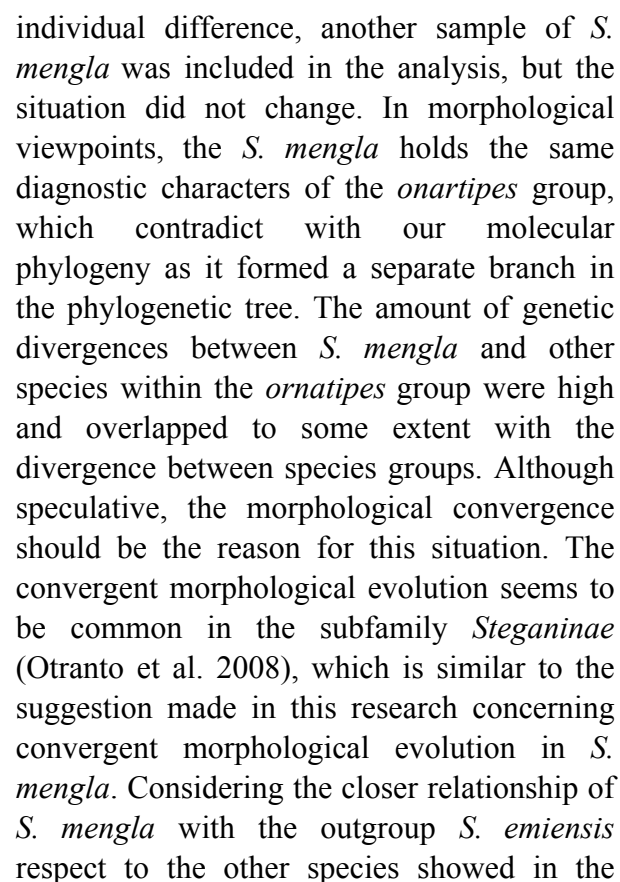 individual difference, another sample of S.
mengla was included in the analysis, but the
situation did not change. In morphological
viewpoints, the S. mengla holds the same
diagnostic characters of the onartipes group,
which contradict with our molecular
phylogeny as it formed a separate branch in
the phylogenetic tree. The amount of genetic
divergences between S. mengla and other
species within the ornatipes group were high
and overlapped to some extent with the
divergence between species groups. Although
speculative, the morphological convergence
should be the reason for this situation. The
convergent morphological evolution seems to
be common in the subfamily Steganinae
(Otranto et al. 2008), which is similar to the
suggestion made in this research concerning
convergent morphological evolution in S.
mengla. Considering the closer relationship of
S. mengla with the outgroup S. emiensis
respect to the other species showed in the